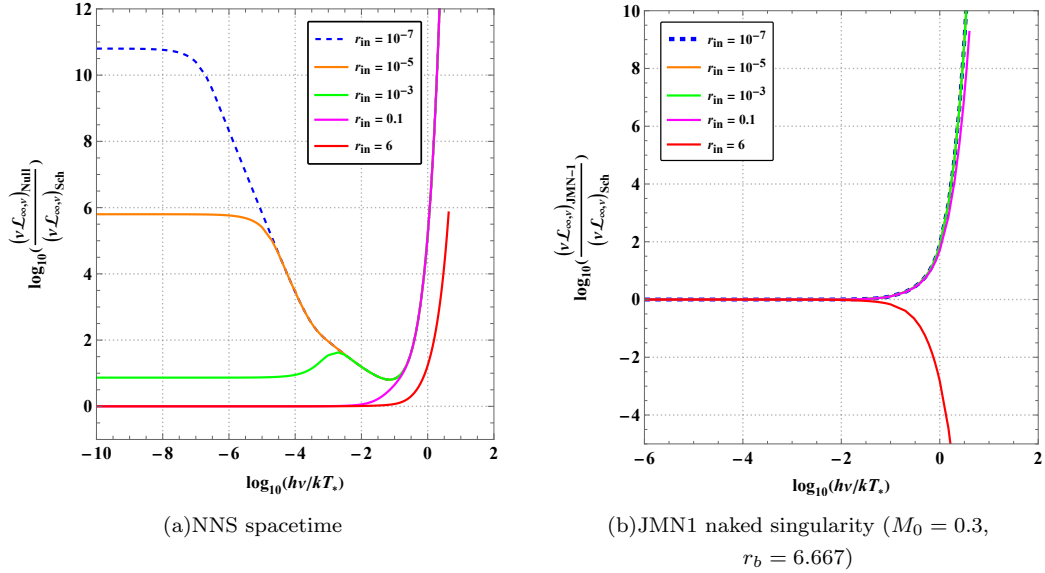 12
10
8
6
4
2
0
−10
−8
−6
−4
−2
0
2
log₁₀(hν/kT*)
log₁₀((νℒ∞,ν)Null / (νℒ∞,ν)Sch)
r_in = 10⁻⁷
r_in = 10⁻⁵
r_in = 10⁻³
r_in = 0.1
r_in = 6
(a)NNS spacetime
10
8
6
4
2
0
−2
−4
−6
−4
−2
0
2
log₁₀(hν/kT*)
log₁₀((νℒ∞,ν)JMN−1 / (νℒ∞,ν)Sch)
r_in = 10⁻⁷
r_in = 10⁻⁵
r_in = 10⁻³
r_in = 0.1
r_in = 6
(b)JMN1 naked singularity (M₀ = 0.3,
r_b = 6.667)